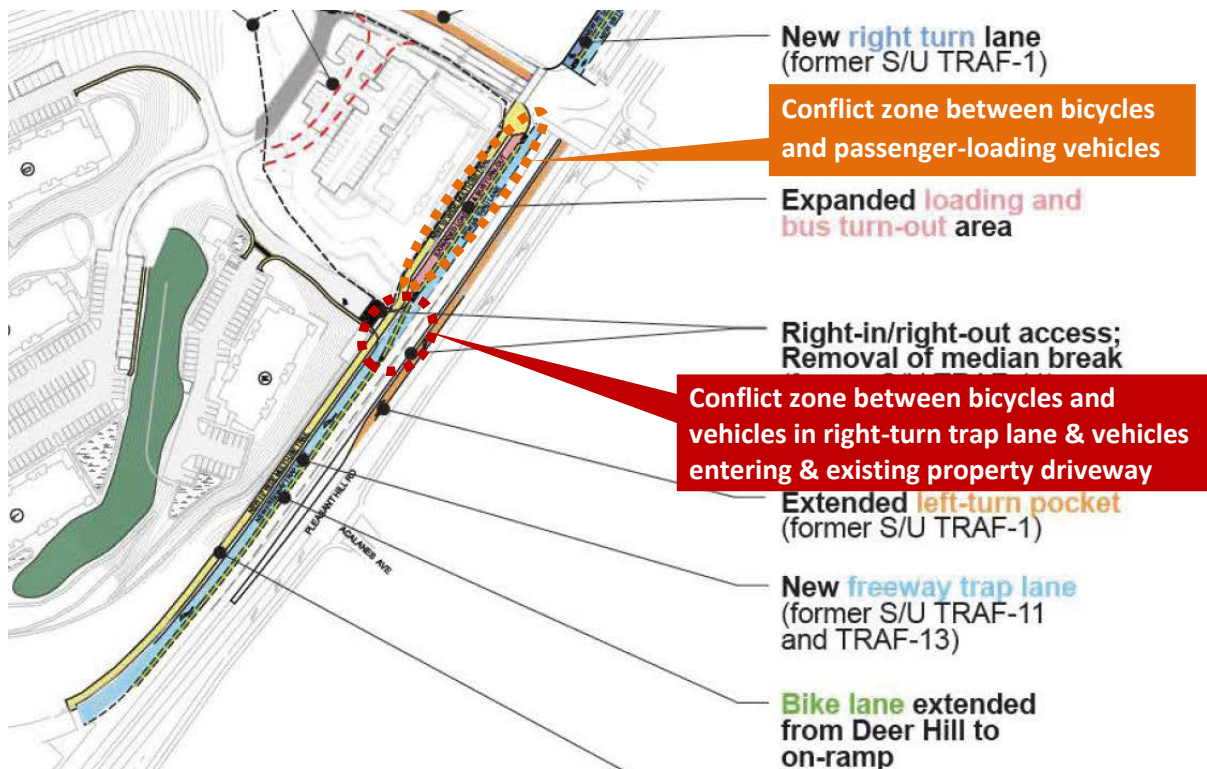 New right turn lane
(former S/U TRAF-1)
Conflict zone between bicycles
and passenger-loading vehicles
Expanded loading and
bus turn-out area
Right-in/right-out access;
Removal of median break
Conflict zone between bicycles and
vehicles in right-turn trap lane & vehicles
entering & existing property driveway
Extended left-turn pocket
(former S/U TRAF-1)
PLEASANT HILL RD
ACALANES AVE
New freeway trap lane
(former S/U TRAF-11
and TRAF-13)
Bike lane extended
from Deer Hill to
on-ramp